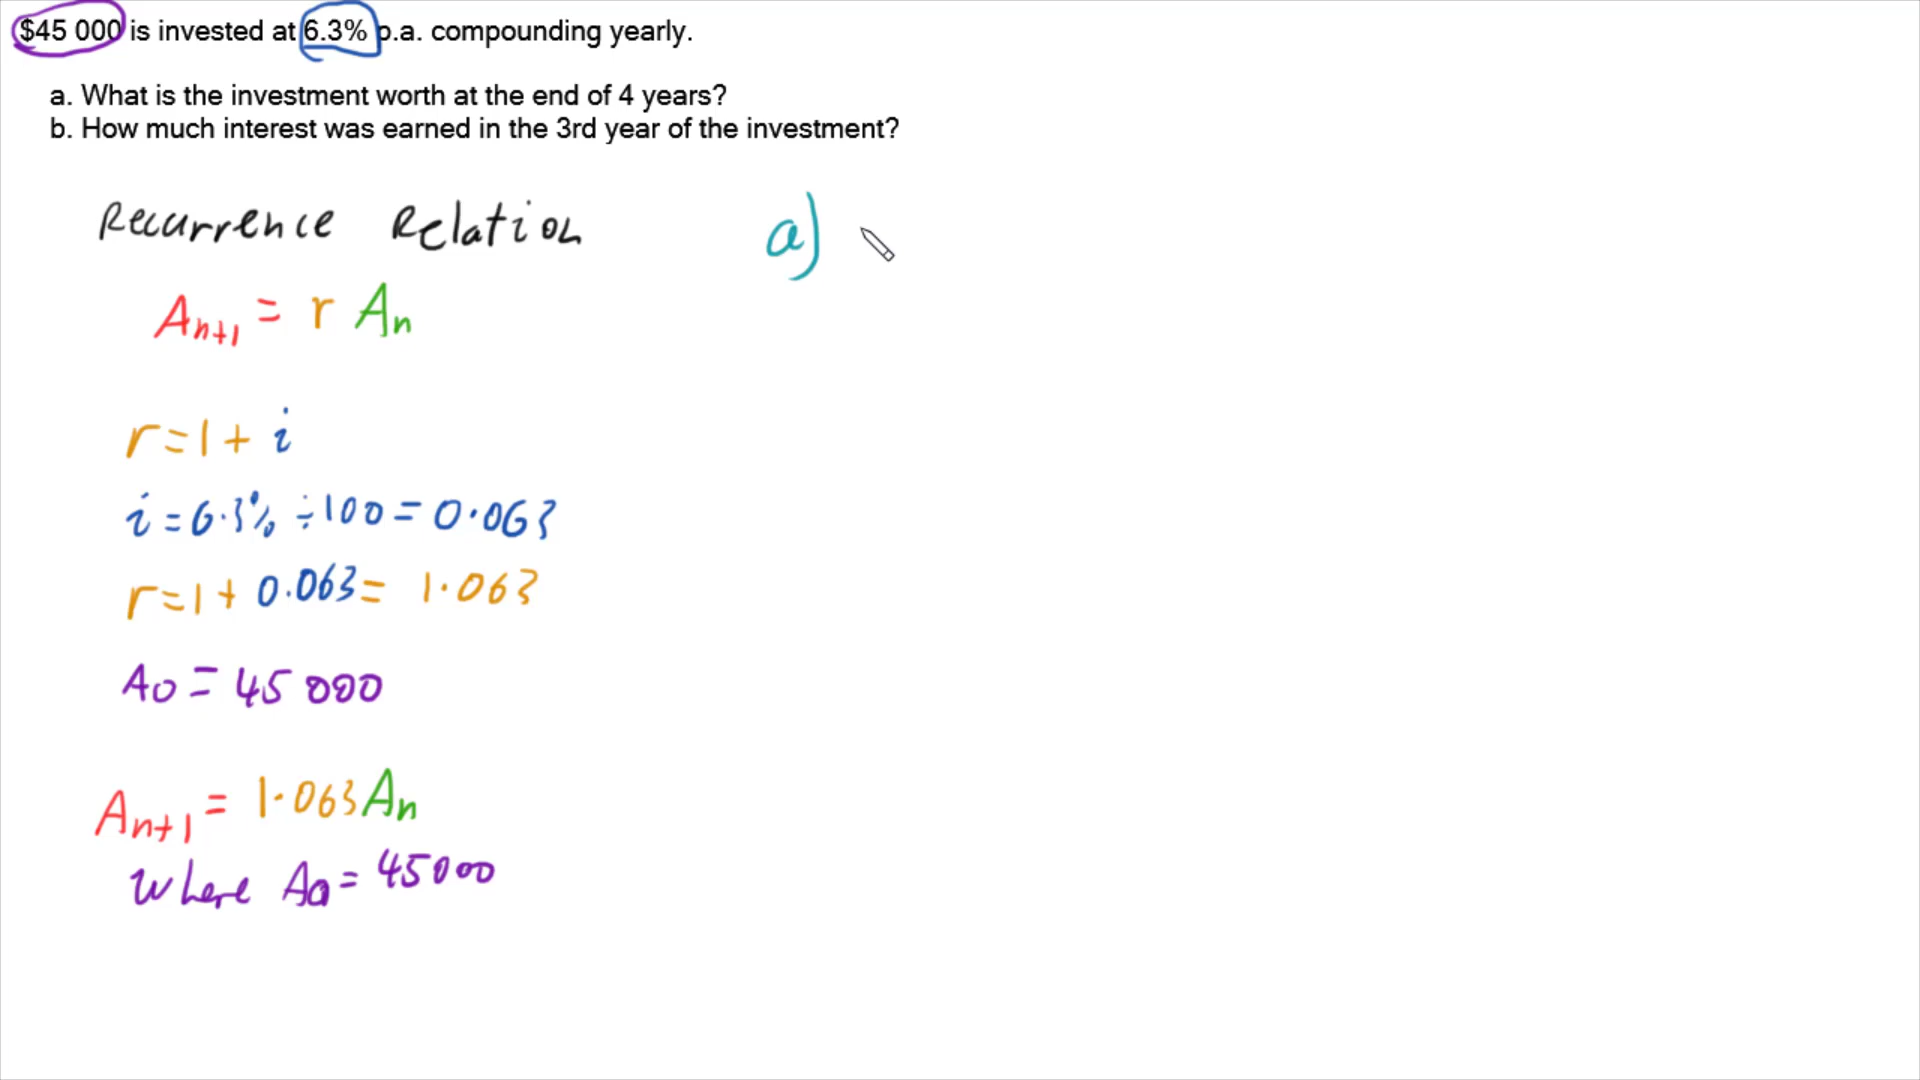 $45 000 is invested at 6.3% p.a. compounding yearly.
a. What is the investment worth at the end of 4 years?
b. How much interest was earned in the 3rd year of the investment?
Recurrence Relation
Aₙ₊₁ = r Aₙ
r = 1 + i
i = 6.3% ÷ 100 = 0.063
r = 1 + 0.063 = 1.063
A₀ = 45 000
Aₙ₊₁ = 1.063Aₙ
where A₀ = 45000
a)